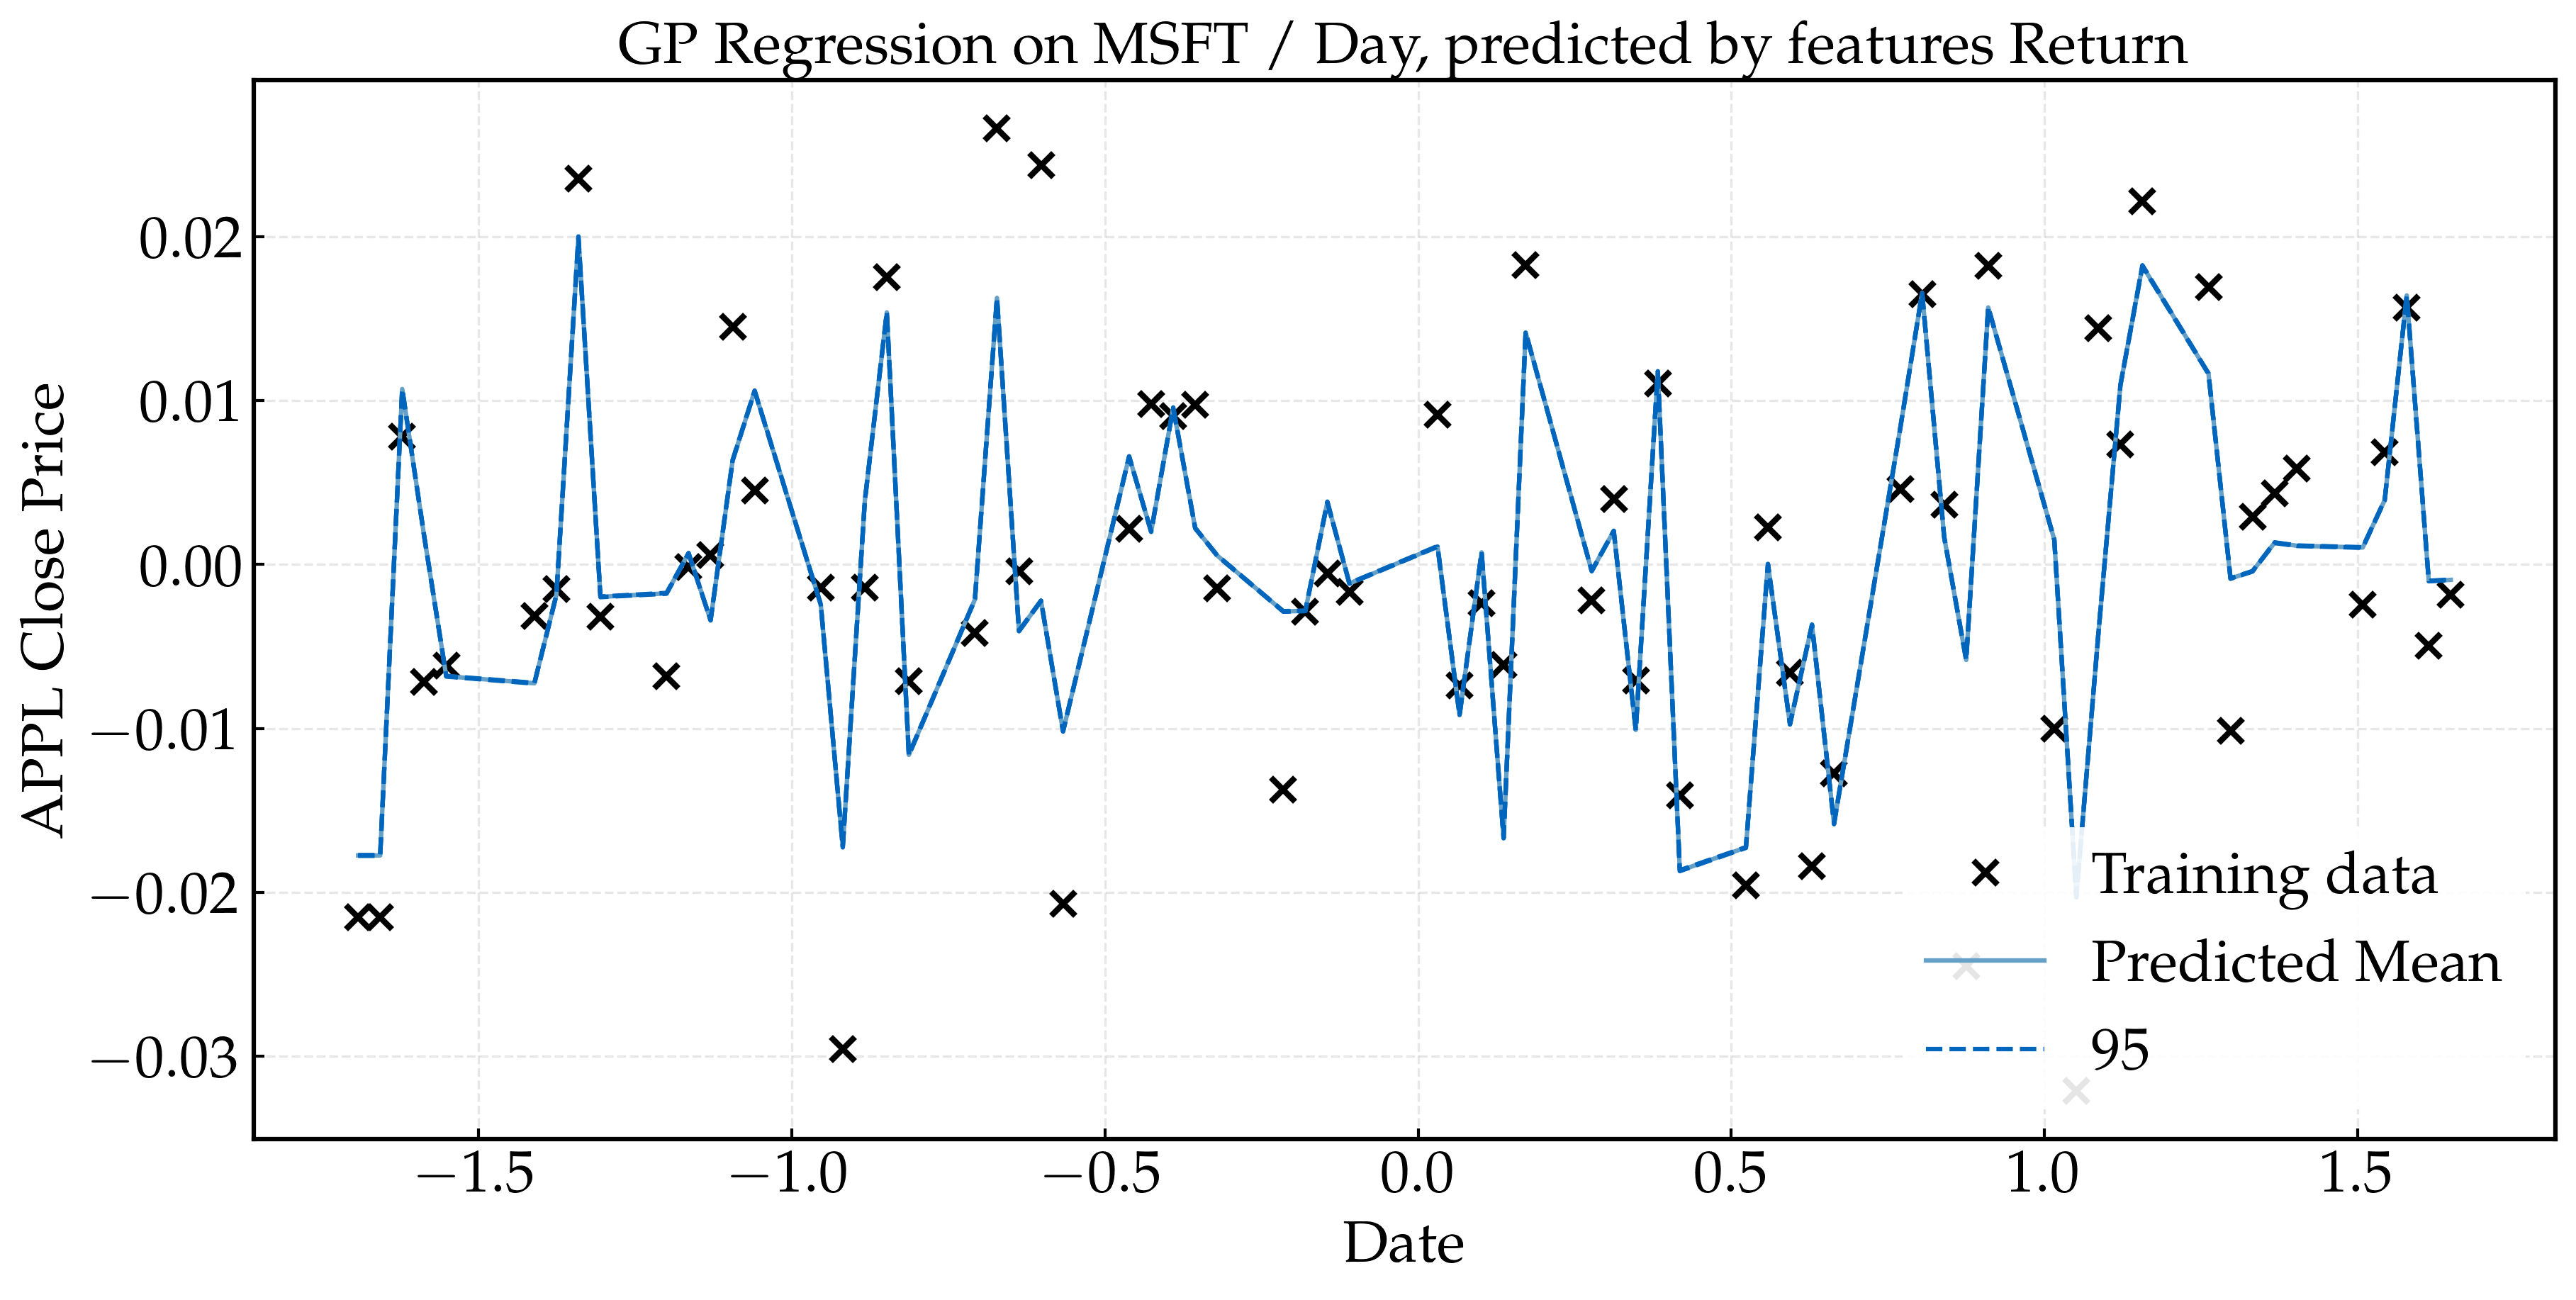 GP Regression on MSFT / Day, predicted by features Return
APPL Close Price
0.02
0.01
0.00
−0.01
−0.02
−0.03
Training data
Predicted Mean
95
−1.5
−1.0
−0.5
0.0
0.5
1.0
1.5
Date